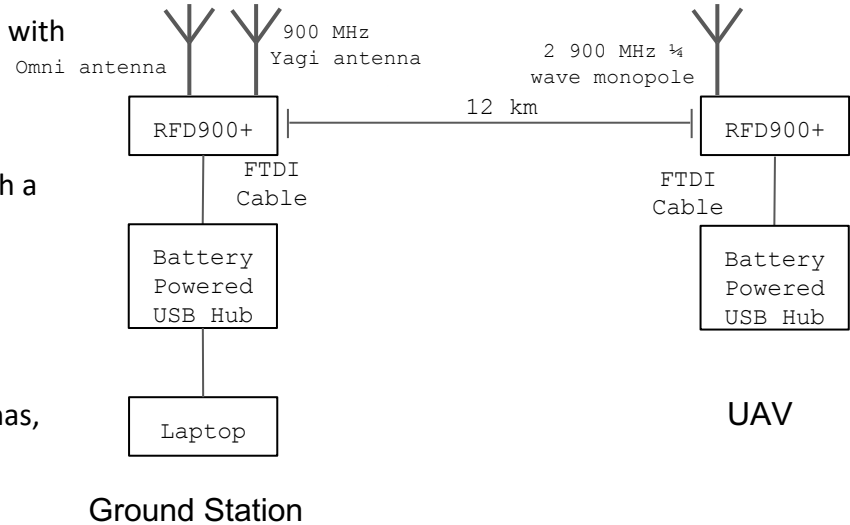 with
Omni antenna
900 MHz
Yagi antenna
2 900 MHz ¼
wave monopole
RFD900+
12 km
RFD900+
h a
FTDI
Cable
FTDI
Cable
Battery
Powered
USB Hub
Battery
Powered
USB Hub
nas,
Laptop
UAV
Ground Station